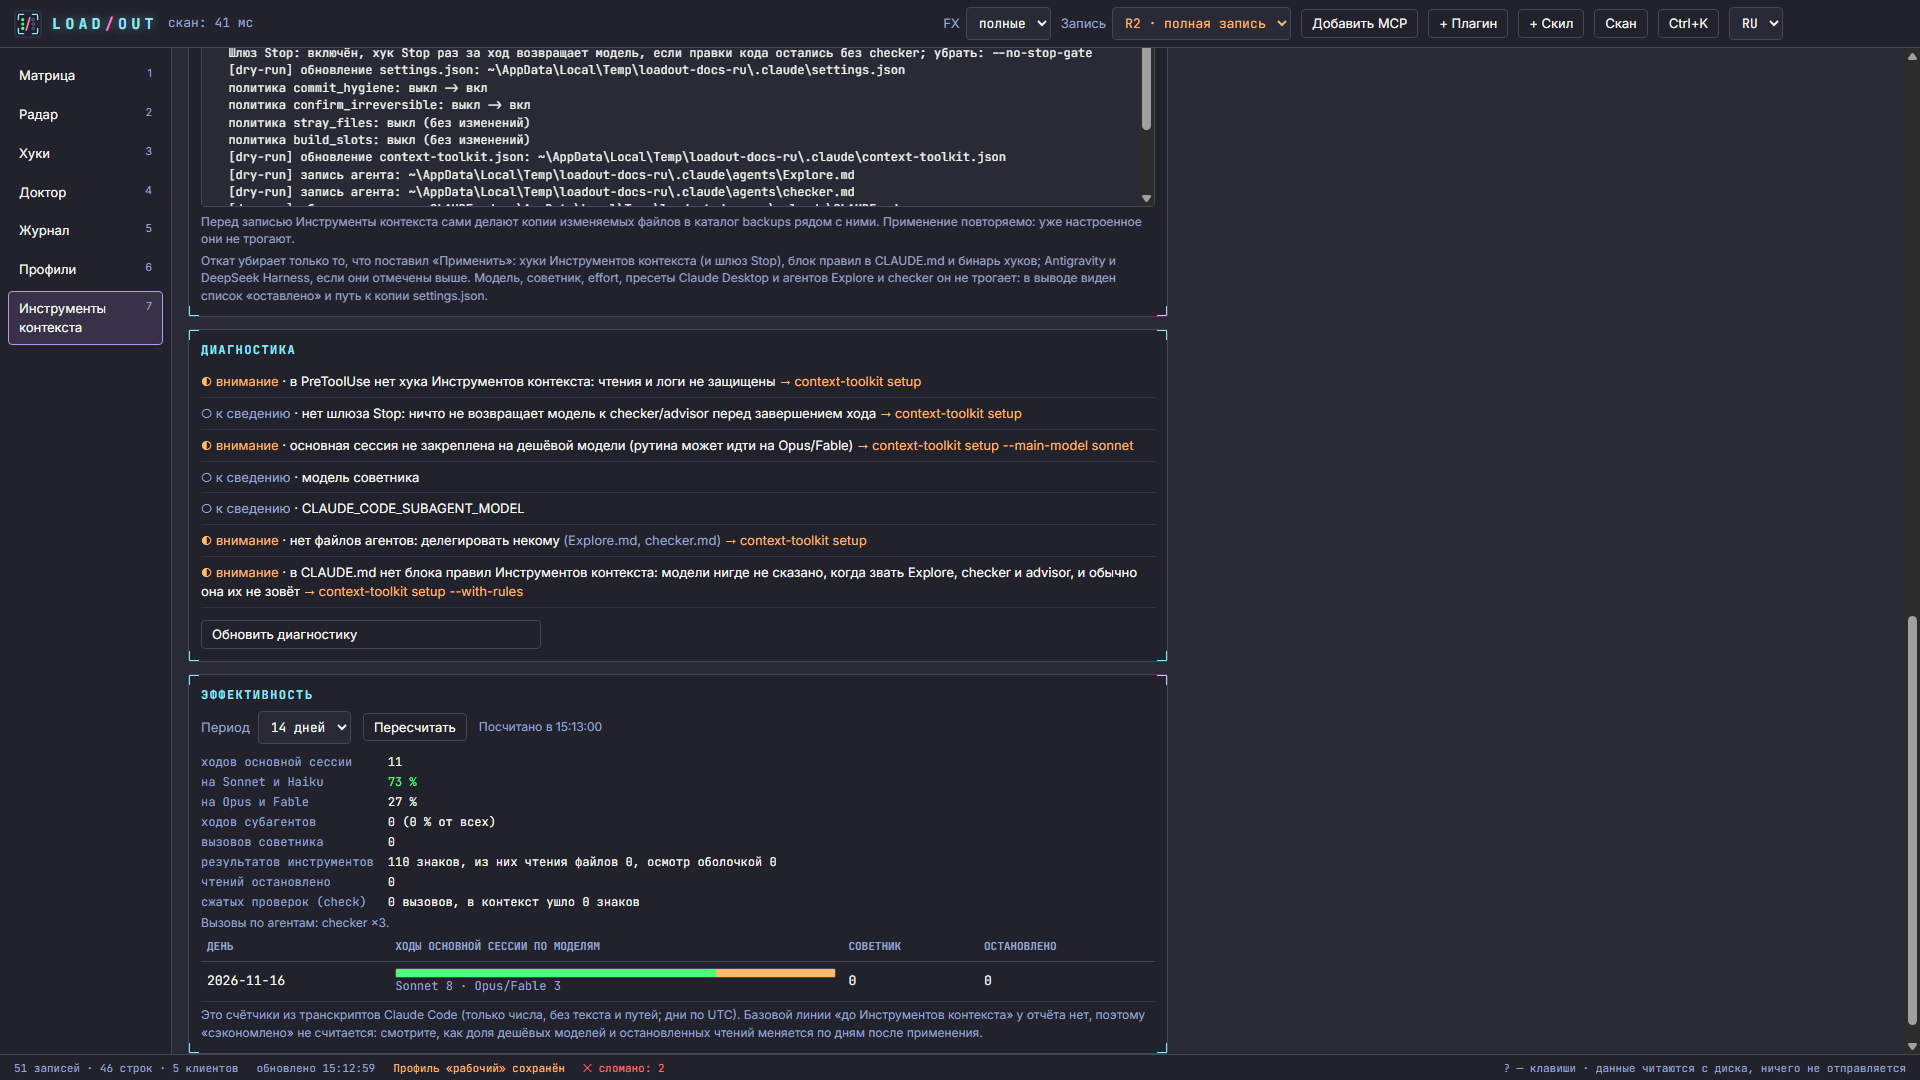 LOAD/OUT скан: 41 мс
FX полные Запись R2 · полная запись Добавить MCP + Плагин + Скил Скан Ctrl+K RU
Матрица 1
Радар 2
Хуки 3
Доктор 4
Журнал 5
Профили 6
Инструменты контекста 7
Шлюз Stop: включён, хук Stop раз за ход возвращает модель, если правки кода остались без checker; убрать: --no-stop-gate
[dry-run] обновление settings.json: ~\AppData\Local\Temp\loadout-docs-ru\.claude\settings.json
политика commit_hygiene: выкл -> вкл
политика confirm_irreversible: выкл -> вкл
политика stray_files: выкл (без изменений)
политика build_slots: выкл (без изменений)
[dry-run] обновление context-toolkit.json: ~\AppData\Local\Temp\loadout-docs-ru\.claude\context-toolkit.json
[dry-run] запись агента: ~\AppData\Local\Temp\loadout-docs-ru\.claude\agents\Explore.md
[dry-run] запись агента: ~\AppData\Local\Temp\loadout-docs-ru\.claude\agents\checker.md
Перед записью Инструменты контекста сами делают копии изменяемых файлов в каталог backups рядом с ними. Применение повторяемо: уже настроенное
они не трогают.
Откат убирает только то, что поставил «Применить»: хуки Инструментов контекста (и шлюз Stop), блок правил в CLAUDE.md и бинарь хуков; Antigravity и
DeepSeek Harness, если они отмечены выше. Модель, советник, effort, пресеты Claude Desktop и агентов Explore и checker он не трогает: в выводе виден
список «оставлено» и путь к копии settings.json.
ДИАГНОСТИКА
внимание · в PreToolUse нет хука Инструментов контекста: чтения и логи не защищены → context-toolkit setup
к сведению · нет шлюза Stop: ничто не возвращает модель к checker/advisor перед завершением хода → context-toolkit setup
внимание · основная сессия не закреплена на дешёвой модели (рутина может идти на Opus/Fable) → context-toolkit setup --main-model sonnet
к сведению · модель советника
к сведению · CLAUDE_CODE_SUBAGENT_MODEL
внимание · нет файлов агентов: делегировать некому (Explore.md, checker.md) → context-toolkit setup
внимание · в CLAUDE.md нет блока правил Инструментов контекста: модели нигде не сказано, когда звать Explore, checker и advisor, и обычно
она их не зовёт → context-toolkit setup --with-rules
Обновить диагностику
ЭФФЕКТИВНОСТЬ
Период 14 дней Пересчитать Посчитано в 15:13:00
ходов основной сессии 11
на Sonnet и Haiku 73 %
на Opus и Fable 27 %
ходов субагентов 0 (0 % от всех)
вызовов советника 0
результатов инструментов 110 знаков, из них чтения файлов 0, осмотр оболочкой 0
чтений остановлено 0
сжатых проверок (check) 0 вызовов, в контекст ушло 0 знаков
Вызовы по агентам: checker ×3.
ДЕНЬ ХОДЫ ОСНОВНОЙ СЕССИИ ПО МОДЕЛЯМ СОВЕТНИК ОСТАНОВЛЕНО
2026-11-16 0 0
Sonnet 8 · Opus/Fable 3
Это счётчики из транскриптов Claude Code (только числа, без текста и путей; дни по UTC). Базовой линии «до Инструментов контекста» у отчёта нет, поэтому
«сэкономлено» не считается: смотрите, как доля дешёвых моделей и остановленных чтений меняется по дням после применения.
51 записей · 46 строк · 5 клиентов обновлено 15:12:59 Профиль «рабочий» сохранён ✕ сломано: 2
? — клавиши · данные читаются с диска, ничего не отправляется